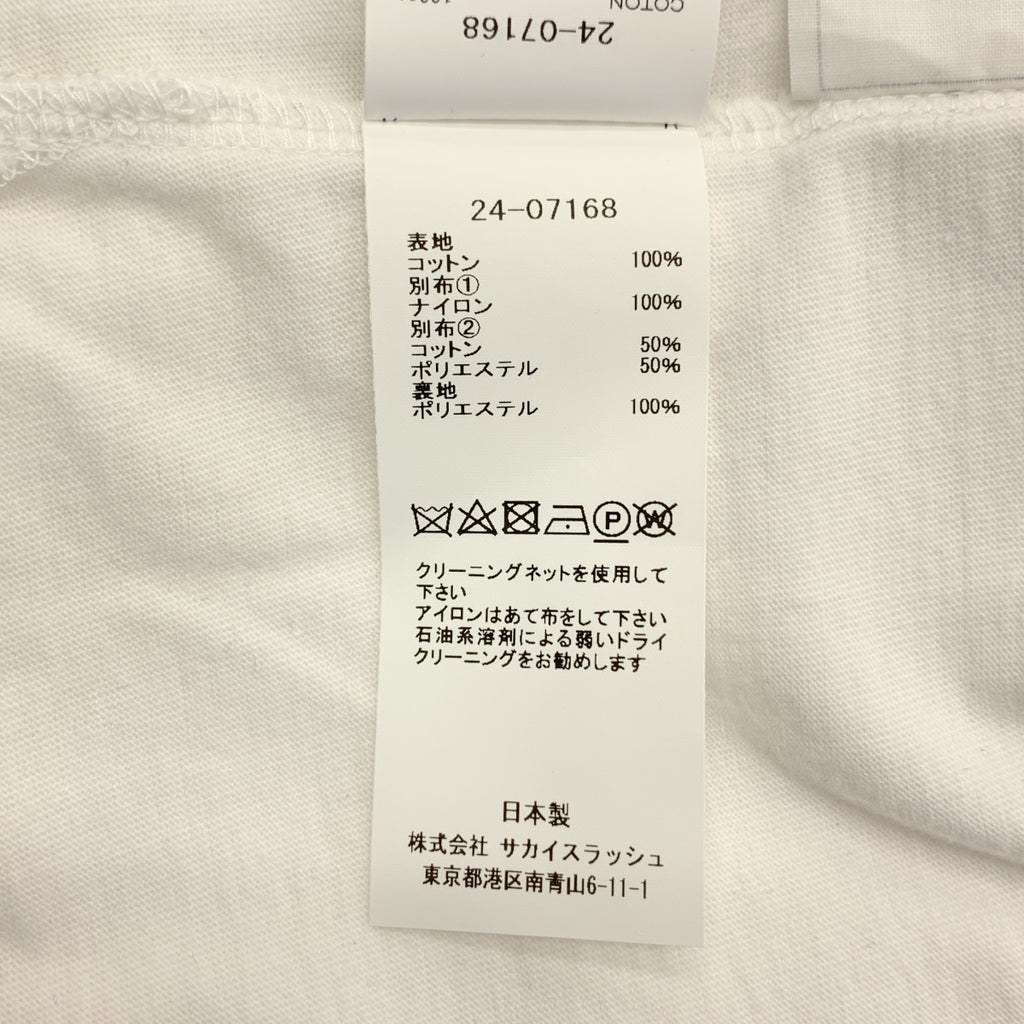 COTON
24-07168
24-07168
表地
コットン 100%
別布①
ナイロン 100%
別布②
コットン 50%
ポリエステル 50%
裏地
ポリエステル 100%
P W
クリーニングネットを使用して
下さい
アイロンはあて布をして下さい
石油系溶剤による弱いドライ
クリーニングをお勧めします
日本製
株式会社 サカイスラッシュ
東京都港区南青山6-11-1